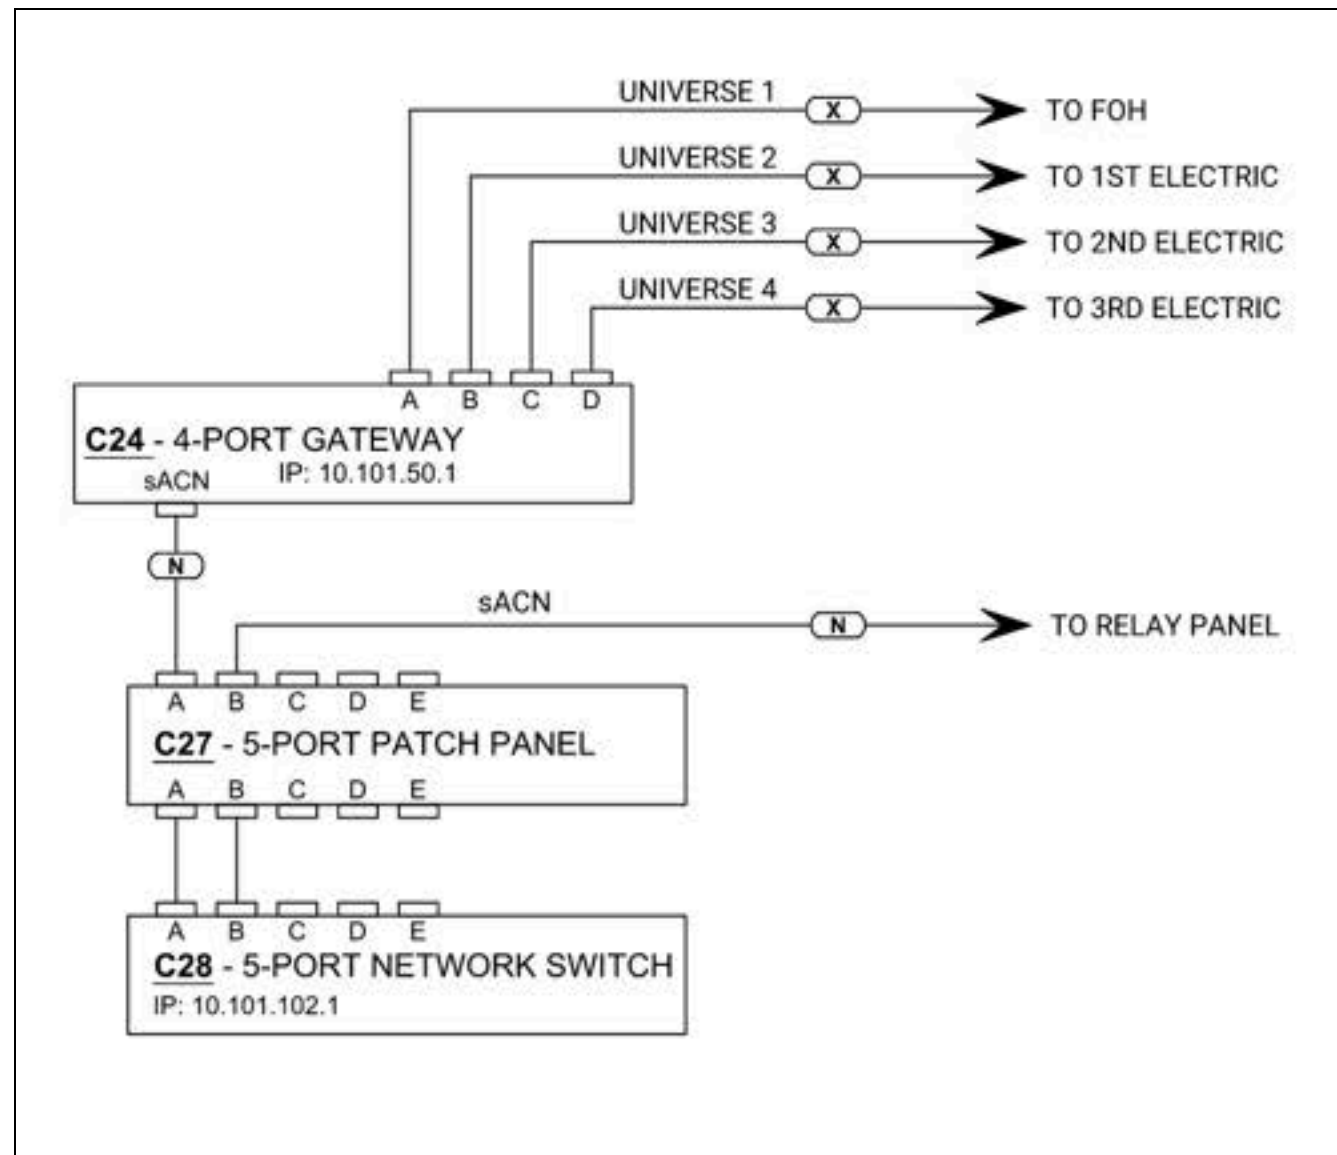 UNIVERSE 1
X
TO FOH
UNIVERSE 2
X
TO 1ST ELECTRIC
UNIVERSE 3
X
TO 2ND ELECTRIC
UNIVERSE 4
X
TO 3RD ELECTRIC
A B C D
C24 - 4-PORT GATEWAY
sACN IP: 10.101.50.1
N
sACN
N
TO RELAY PANEL
A B C D E
C27 - 5-PORT PATCH PANEL
A B C D E
A B C D E
C28 - 5-PORT NETWORK SWITCH
IP: 10.101.102.1